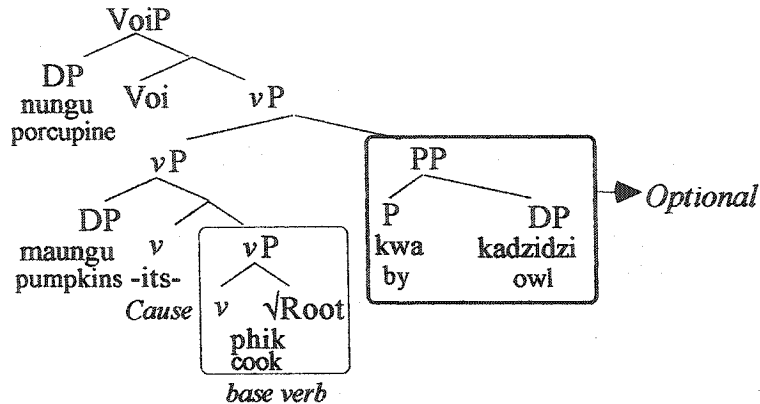 VoiP
DP Voi vP
nungu
porcupine
vP PP Optional
DP v vP P DP
maungu kwa kadzidzi
pumpkins -its- by owl
Cause v √Root
phik
cook
base verb